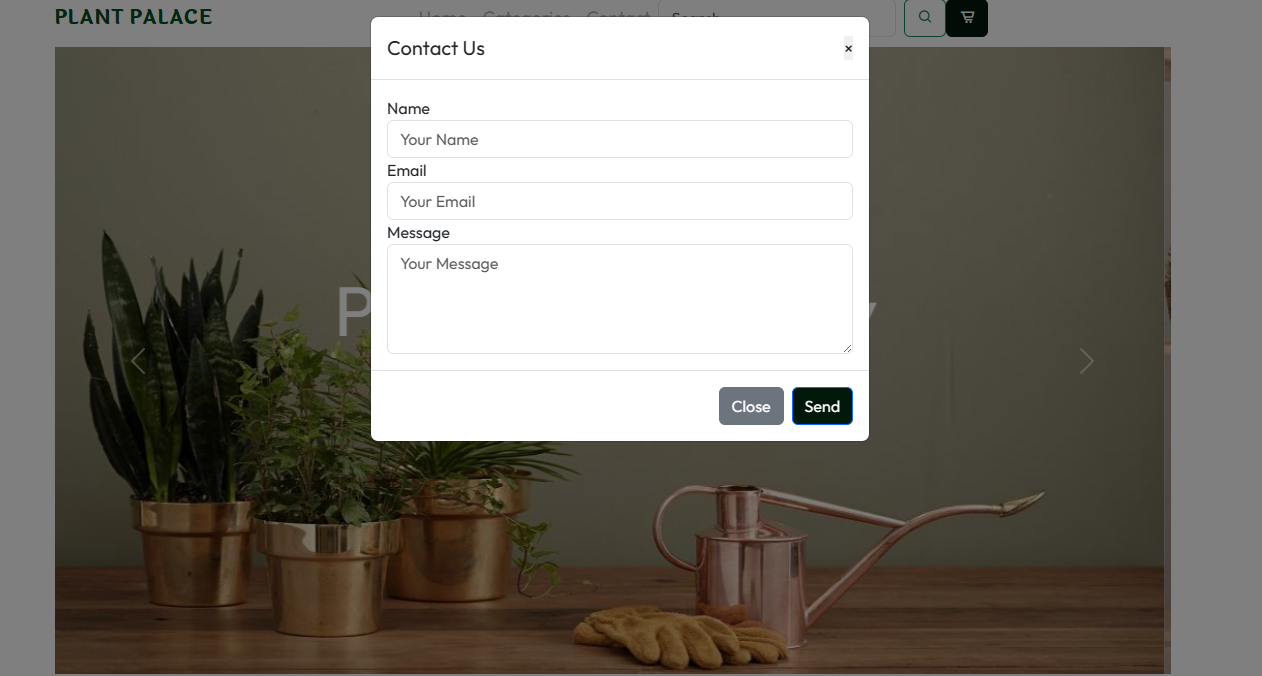 PLANT PALACE
Home Categories Contact Search
Contact Us
×
Name
Your Name
Email
Your Email
Message
Your Message
Close Send